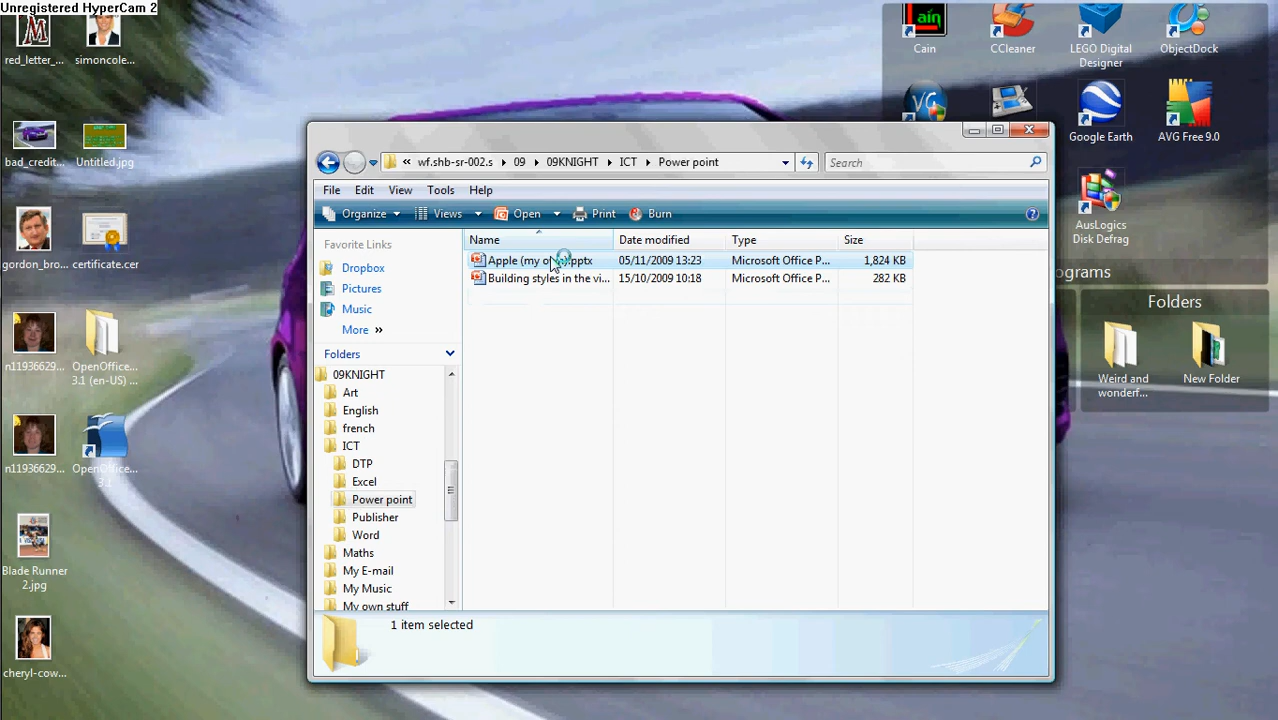 Unregistered HyperCam 2
red_letter_...
simoncole...
Cain
CCleaner
LEGO Digital Designer
ObjectDock
bad_credit...
Untitled.jpg
VG
Google Earth
AVG Free 9.0
« wf.shb-sr-002.s ▸ 09 ▸ 09KNIGHT ▸ ICT ▸ Power point
Search
File Edit View Tools Help
Organize Views Open Print Burn
Name Date modified Type Size
Favorite Links
Dropbox
Pictures
Music
More »
Apple (my o pptx 05/11/2009 13:23 Microsoft Office P... 1,824 KB
Building styles in the vi... 15/10/2009 10:18 Microsoft Office P... 282 KB
gordon_bro...
certificate.cer
AusLogics
Disk Defrag
ograms
Folders
Weird and
wonderf...
New Folder
n11936629...
OpenOffice....
3.1 (en-US) ...
Folders
09KNIGHT
Art
English
french
ICT
DTP
Excel
Power point
Publisher
Word
Maths
My E-mail
My Music
My own stuff
n11936629...
OpenOffice....
3.1
Blade Runner
2.jpg
cheryl-cow...
1 item selected